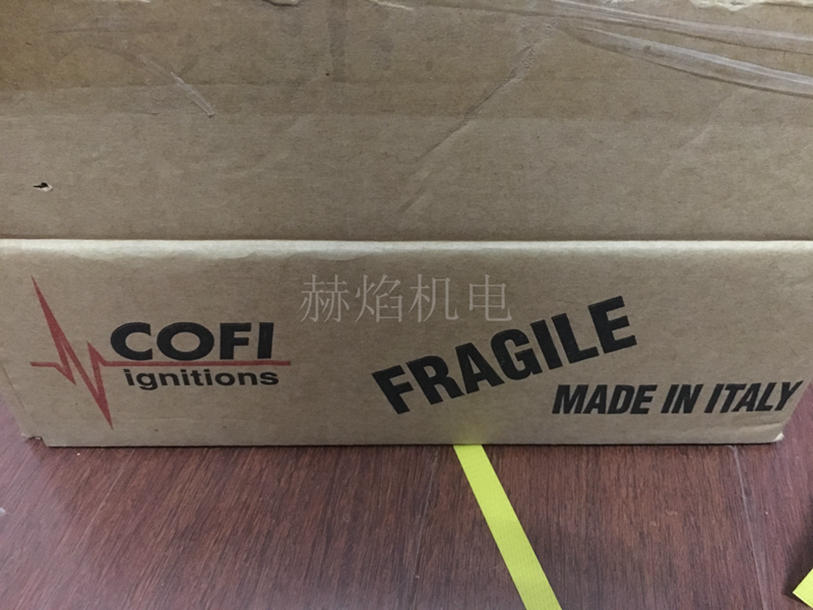 赫焰机电
COFI
ignitions
FRAGILE
MADE IN ITALY